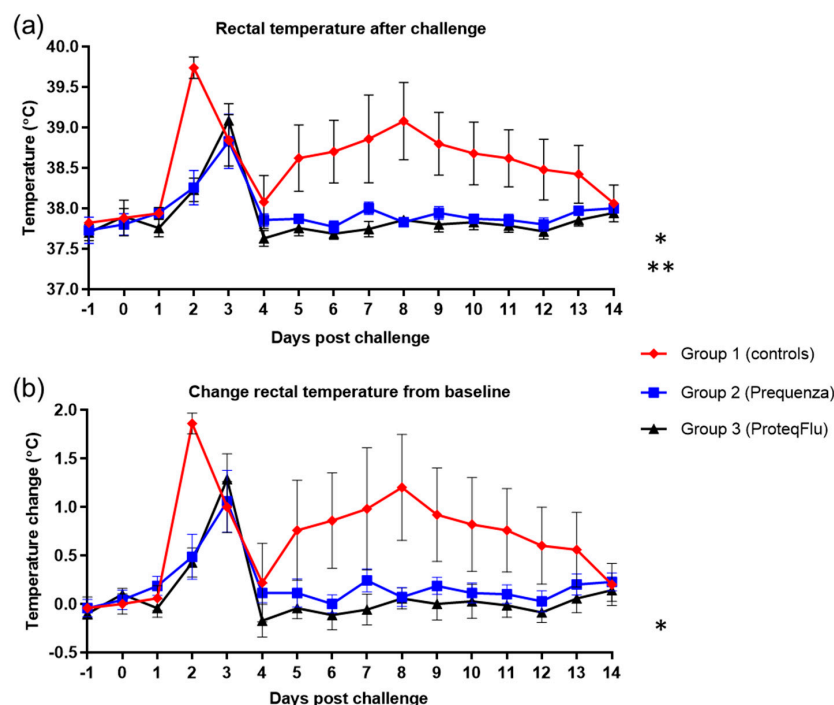 (a)
Rectal temperature after challenge
40.0
39.5
39.0
38.5
38.0
37.5
37.0
Temperature (°C)
-1 0 1 2 3 4 5 6 7 8 9 10 11 12 13 14
Days post challenge
*
**
Group 1 (controls)
Group 2 (Prequenza)
Group 3 (ProteqFlu)
(b)
Change rectal temperature from baseline
2.0
1.5
1.0
0.5
0.0
-0.5
Temperature change (°C)
-1 0 1 2 3 4 5 6 7 8 9 10 11 12 13 14
Days post challenge
*